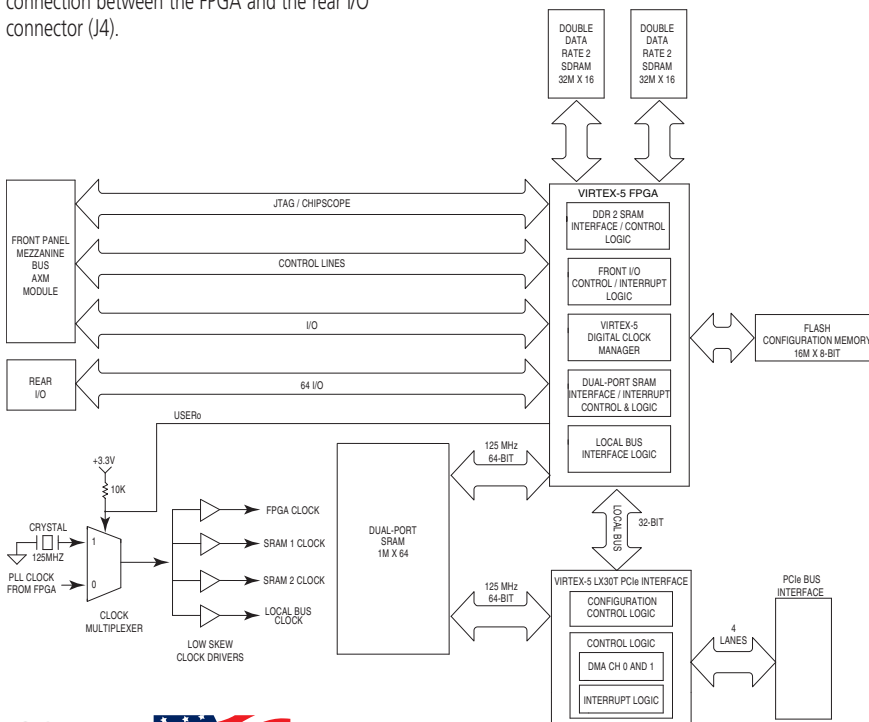 connection between the FPGA and the rear I/O
connector (J4).
DOUBLE
DATA
RATE 2
SDRAM
32M X 16
DOUBLE
DATA
RATE 2
SDRAM
32M X 16
FRONT PANEL
MEZZANINE
BUS
AXM
MODULE
JTAG / CHIPSCOPE
CONTROL LINES
I/O
REAR
I/O
64 I/O
USERo
VIRTEX-5 FPGA
DDR 2 SRAM
INTERFACE / CONTROL
LOGIC
FRONT I/O
CONTROL / INTERRUPT
LOGIC
VIRTEX-5
DIGITAL CLOCK
MANAGER
DUAL-PORT SRAM
INTERFACE / INTERRUPT
CONTROL & LOGIC
LOCAL BUS
INTERFACE LOGIC
FLASH
CONFIGURATION MEMORY
16M X 8-BIT
+3.3V
10K
CRYSTAL
125MHZ
1
PLL CLOCK
FROM FPGA
0
CLOCK
MULTIPLEXER
FPGA CLOCK
SRAM 1 CLOCK
SRAM 2 CLOCK
LOCAL BUS
CLOCK
LOW SKEW
CLOCK DRIVERS
DUAL-PORT
SRAM
1M X 64
125 MHz
64-BIT
125 MHz
64-BIT
LOCAL BUS
32-BIT
VIRTEX-5 LX30T PCIe INTERFACE
CONFIGURATION
CONTROL LOGIC
CONTROL LOGIC
DMA CH 0 AND 1
INTERRUPT LOGIC
4
LANES
PCIe BUS
INTERFACE